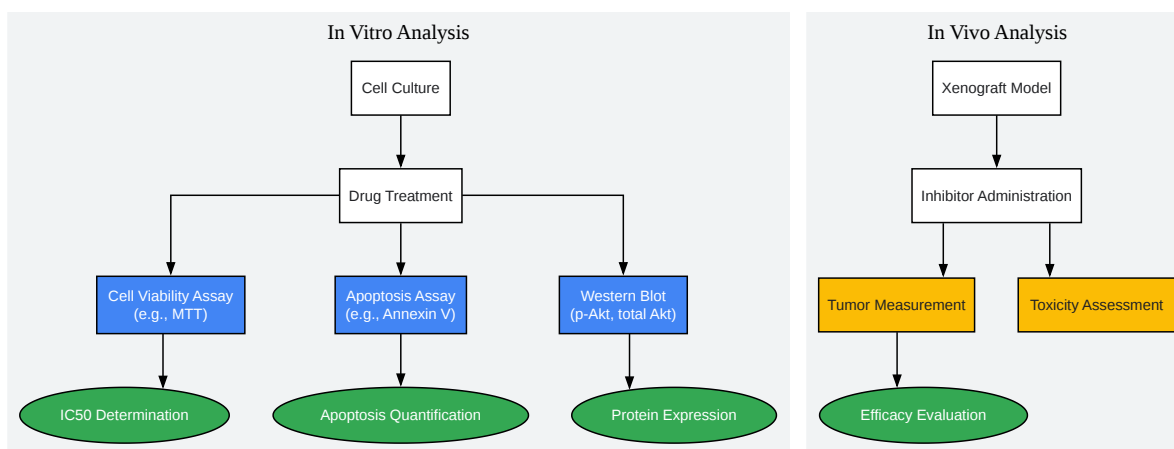 In Vitro Analysis
Cell Culture
Drug Treatment
Cell Viability Assay
(e.g., MTT)
Apoptosis Assay
(e.g., Annexin V)
Western Blot
(p-Akt, total Akt)
IC50 Determination
Apoptosis Quantification
Protein Expression
In Vivo Analysis
Xenograft Model
Inhibitor Administration
Tumor Measurement
Toxicity Assessment
Efficacy Evaluation